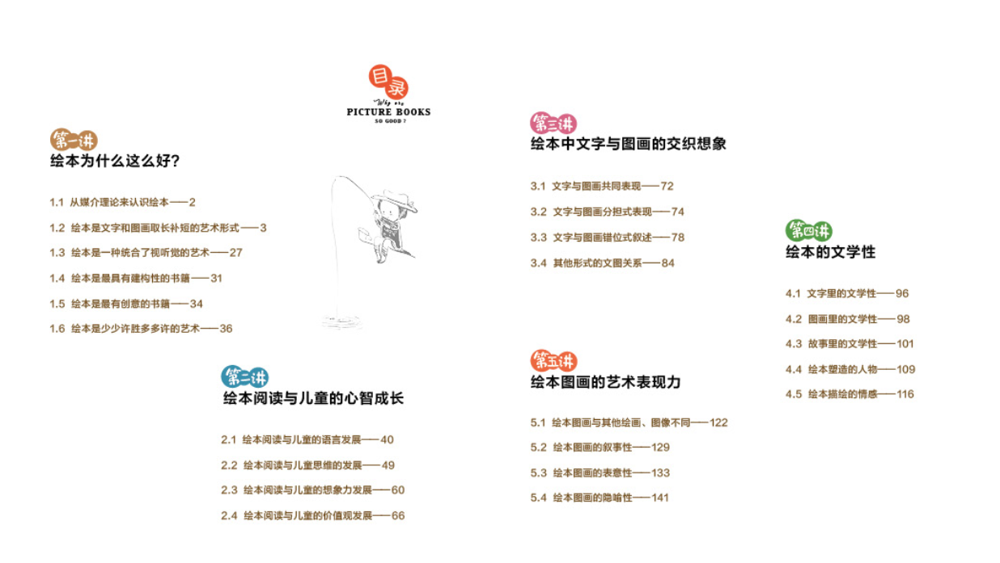 目录
Why are
PICTURE BOOKS
SO GOOD ?
第一讲
绘本为什么这么好?
1.1 从媒介理论来认识绘本——2
1.2 绘本是文字和图画取长补短的艺术形式——3
1.3 绘本是一种统合了视听觉的艺术——27
1.4 绘本是最具有建构性的书籍——31
1.5 绘本是最有创意的书籍——34
1.6 绘本是少少许胜多多许的艺术——36
第二讲
绘本阅读与儿童的心智成长
2.1 绘本阅读与儿童的语言发展——40
2.2 绘本阅读与儿童思维的发展——49
2.3 绘本阅读与儿童的想象力发展——60
2.4 绘本阅读与儿童的价值观发展——66
第三讲
绘本中文字与图画的交织想象
3.1 文字与图画共同表现——72
3.2 文字与图画分担式表现——74
3.3 文字与图画错位式叙述——78
3.4 其他形式的文图关系——84
第四讲
绘本的文学性
4.1 文字里的文学性——96
4.2 图画里的文学性——98
4.3 故事里的文学性——101
4.4 绘本塑造的人物——109
4.5 绘本描绘的情感——116
第五讲
绘本图画的艺术表现力
5.1 绘本图画与其他绘画、图像不同——122
5.2 绘本图画的叙事性——129
5.3 绘本图画的表意性——133
5.4 绘本图画的隐喻性——141